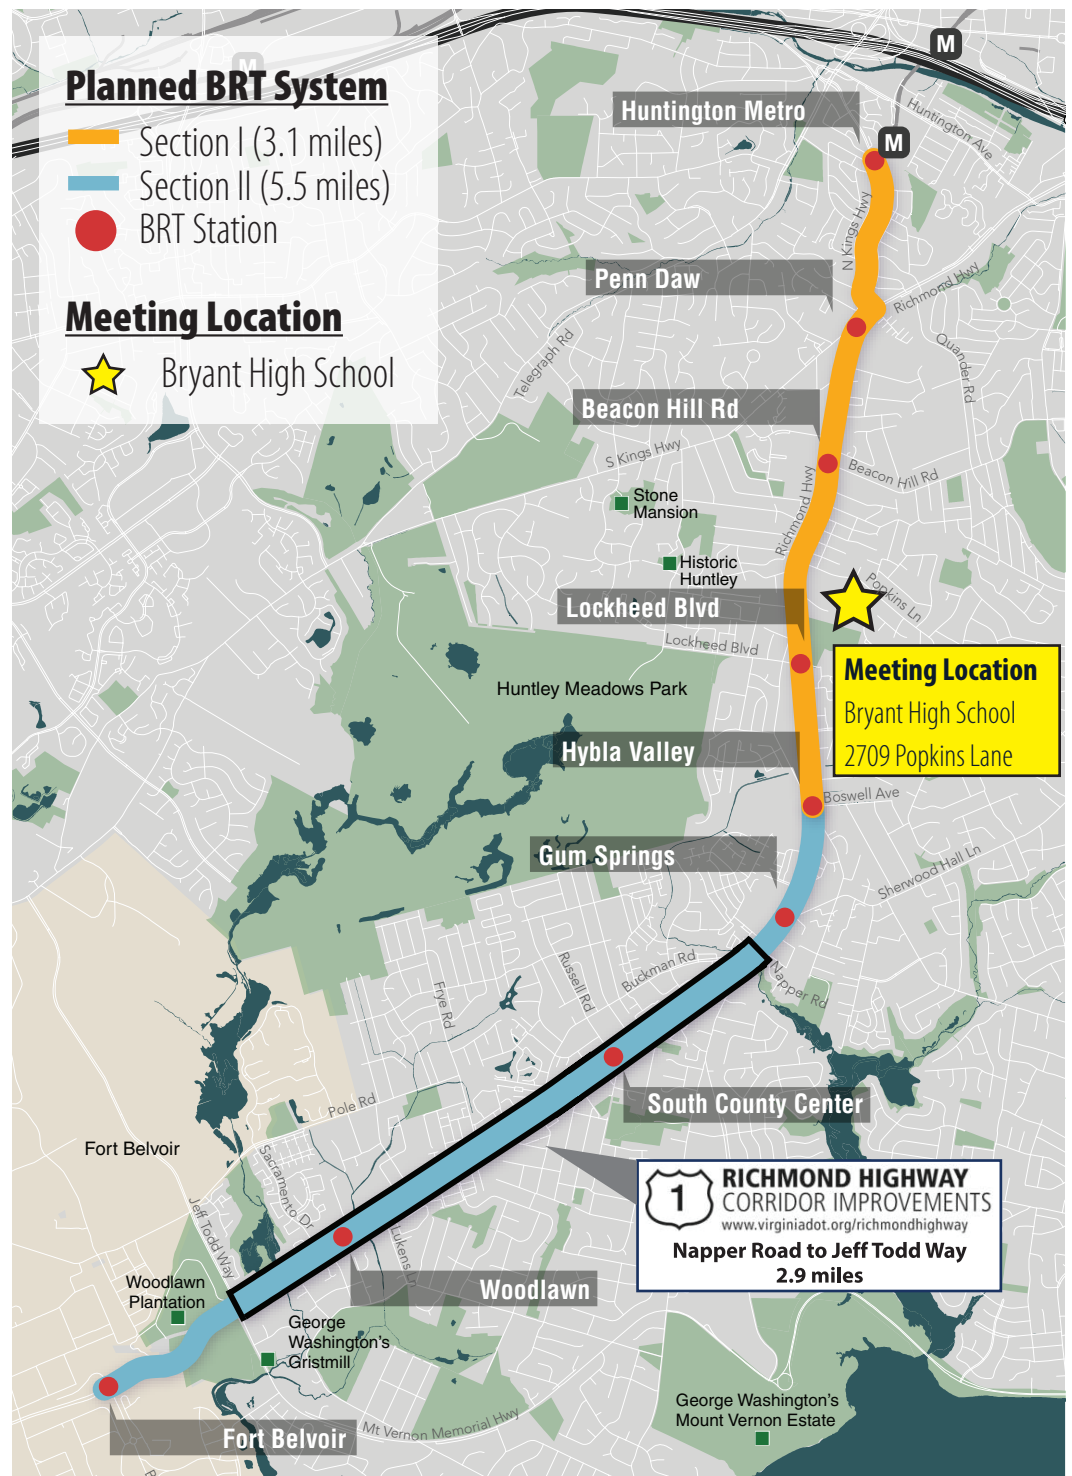 Planned BRT System
Section I (3.1 miles)
Section II (5.5 miles)
BRT Station
Meeting Location
Bryant High School
M
M
Huntington Metro
M
Huntington Ave
N Kings Hwy
Penn Daw
Richmond Hwy
Telegraph Rd
Quander Rd
Beacon Hill Rd
S Kings Hwy
Beacon Hill Rd
Richmond Hwy
Stone
Mansion
Historic
Huntley
Popkins Ln
Lockheed Blvd
Lockheed Blvd
Meeting Location
Bryant High School
2709 Popkins Lane
Huntley Meadows Park
Hybla Valley
Boswell Ave
Gum Springs
Sherwood Hall Ln
Buckman Rd
Russell Rd
Napper Rd
Frye Rd
South County Center
Pole Rd
Fort Belvoir
Sacramento Dr
Jeff Todd Way
Lukens Ln
1
RICHMOND HIGHWAY
CORRIDOR IMPROVEMENTS
www.virginiadot.org/richmondhighway
Napper Road to Jeff Todd Way
2.9 miles
Woodlawn
Woodlawn
Plantation
George
Washington's
Gristmill
George Washington's
Mount Vernon Estate
Mt Vernon Memorial Hwy
Fort Belvoir